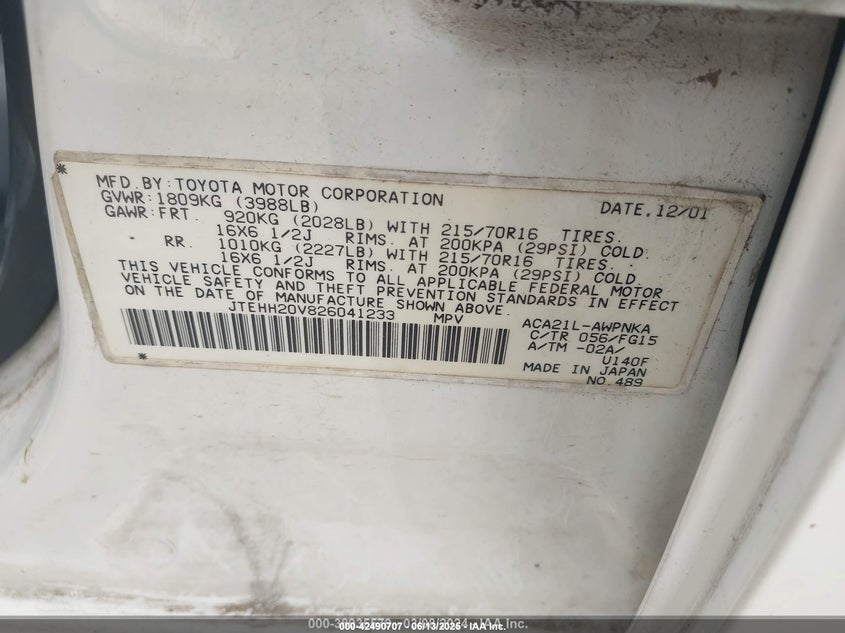 MFD. BY: TOYOTA MOTOR CORPORATION DATE, 12/01
GVWR: 1809KG (3988LB)
GAWR: FRT. 920KG (2028LB) WITH 215/70R16 TIRES.
16X6 1/2J RIMS. AT 200KPA (29PSI) COLD.
RR. 1010KG (2227LB) WITH 215/70R16 TIRES.
16X6 1/2J RIMS. AT 200KPA (29PSI) COLD
THIS VEHICLE CONFORMS TO ALL APPLICABLE FEDERAL MOTOR
VEHICLE SAFETY AND THEFT PREVENTION STANDARDS IN EFFECT
ON THE DATE OF MANUFACTURE SHOWN ABOVE.
JTEHH20V826041233 MPV
ACA21L-AWPNKA
C/TR 056/FG15
A/TM -02A/
U140F
MADE IN JAPAN
NO. 489
000-42490707 - 06/13/2025 - IAA Inc.